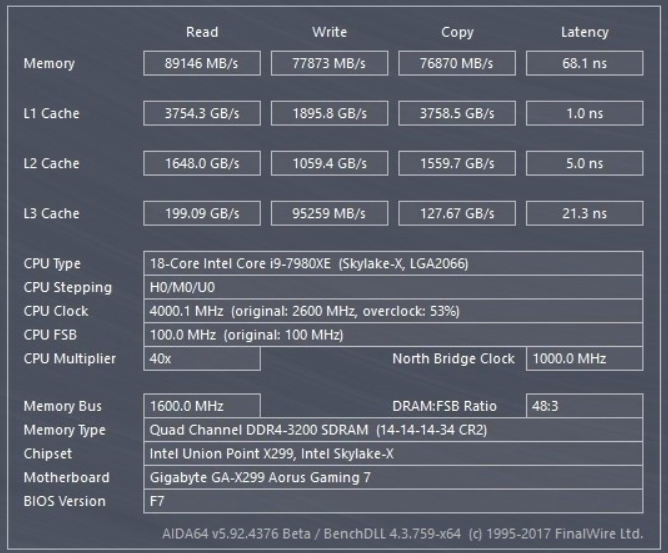 Read Write Copy Latency
Memory 89146 MB/s 77873 MB/s 76870 MB/s 68.1 ns
L1 Cache 3754.3 GB/s 1895.8 GB/s 3758.5 GB/s 1.0 ns
L2 Cache 1648.0 GB/s 1059.4 GB/s 1559.7 GB/s 5.0 ns
L3 Cache 199.09 GB/s 95259 MB/s 127.67 GB/s 21.3 ns
CPU Type 18-Core Intel Core i9-7980XE (Skylake-X, LGA2066)
CPU Stepping H0/M0/U0
CPU Clock 4000.1 MHz (original: 2600 MHz, overclock: 53%)
CPU FSB 100.0 MHz (original: 100 MHz)
CPU Multiplier 40x North Bridge Clock 1000.0 MHz
Memory Bus 1600.0 MHz DRAM:FSB Ratio 48:3
Memory Type Quad Channel DDR4-3200 SDRAM (14-14-14-34 CR2)
Chipset Intel Union Point X299, Intel Skylake-X
Motherboard Gigabyte GA-X299 Aorus Gaming 7
BIOS Version F7
AIDA64 v5.92.4376 Beta / BenchDLL 4.3.759-x64 (c) 1995-2017 FinalWire Ltd.